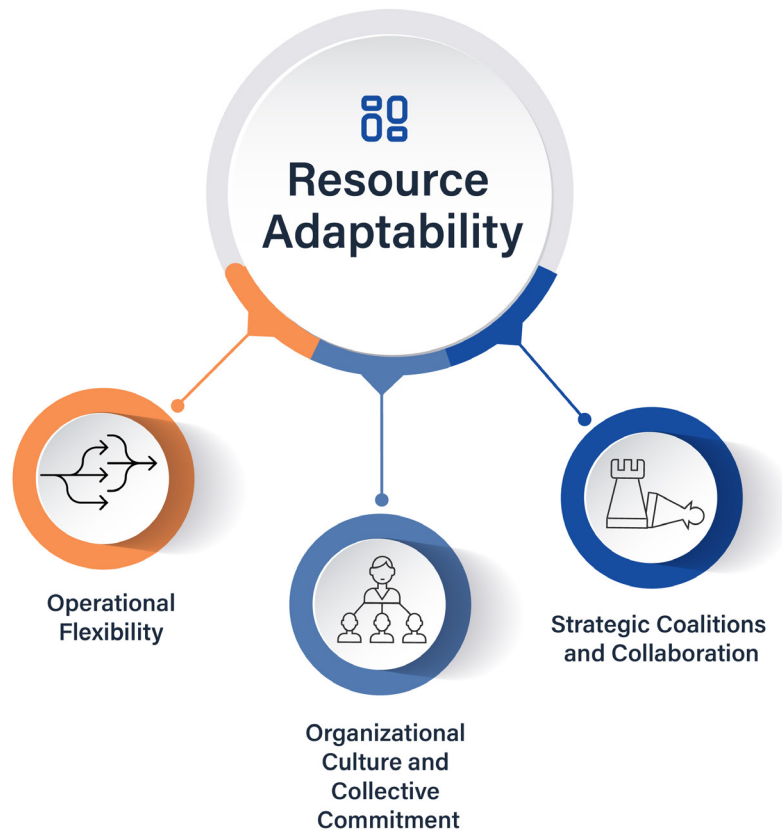 Resource
Adaptability
Operational
Flexibility
Organizational
Culture and
Collective
Commitment
Strategic Coalitions
and Collaboration